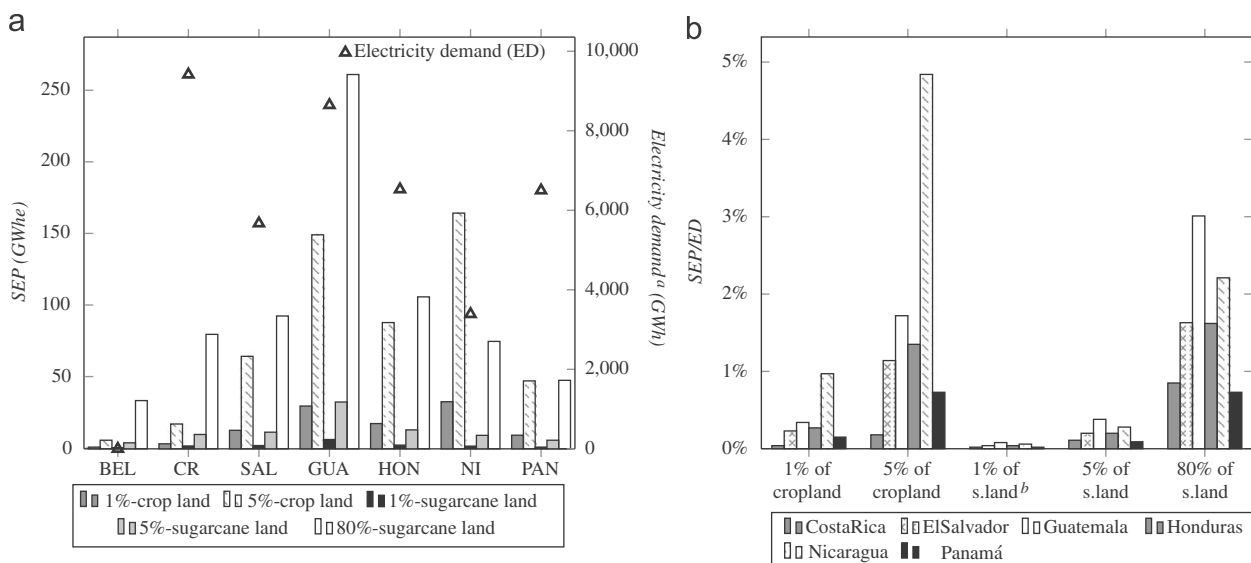 a
△ Electricity demand (ED)
250
200
150
100
50
0
SEP (GWhe)
10,000
8,000
6,000
4,000
2,000
0
Electricity demand a (GWh)
BEL CR SAL GUA HON NI PAN
1%-crop land 5%-crop land 1%-sugarcane land
5%-sugarcane land 80%-sugarcane land
b
5%
4%
3%
2%
1%
0%
SEP/ED
1% of cropland
5% of cropland
1% of s.land b
5% of s.land
80% of s.land
CostaRica ElSalvador Guatemala Honduras
Nicaragua Panamá